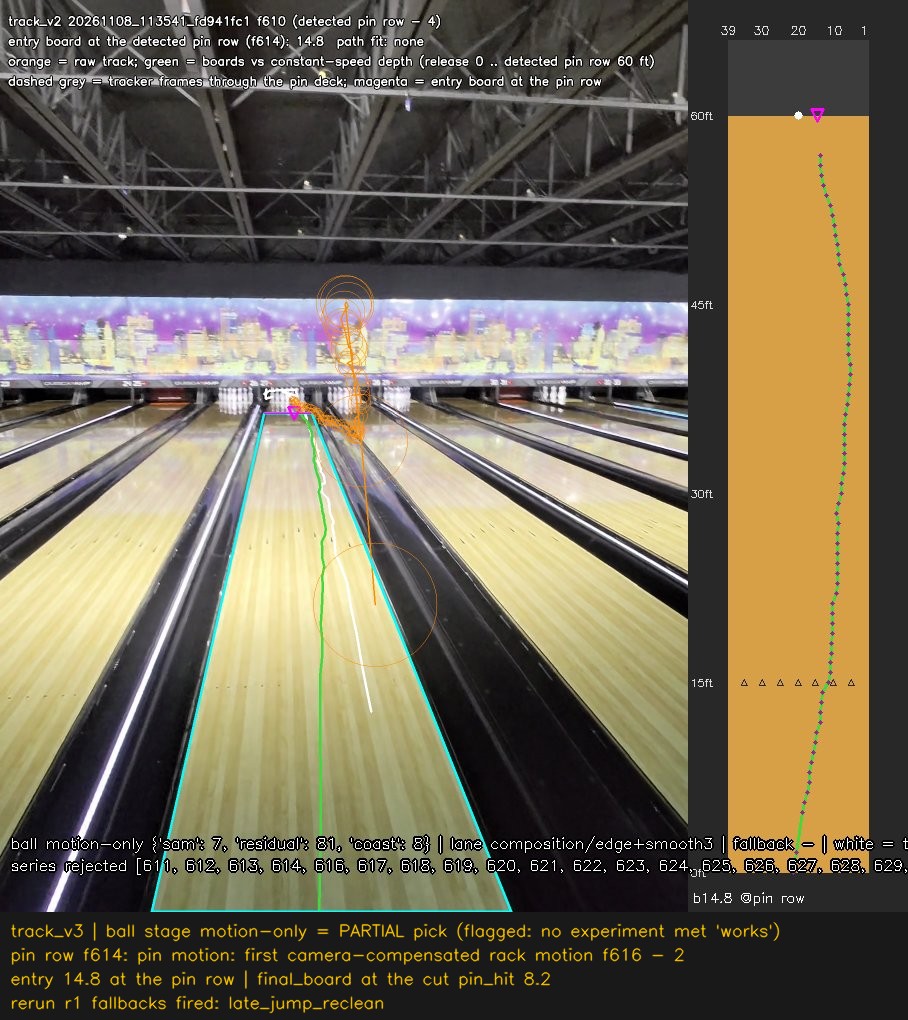 track_v2 20261108_113541_fd941fc1 f610 (detected pin row - 4)
entry board at the detected pin row (f614): 14.8 path fit: none
orange = raw track; green = boards vs constant-speed depth (release 0 .. detected pin row 60 ft)
dashed grey = tracker frames through the pin deck; magenta = entry board at the pin row
39 30 20 10 1
60ft
45ft
30ft
15ft
0ft
ball motion-only {'sam': 7, 'residual': 81, 'coast': 8} | lane composition/edge+smooth3 | fallback - | white = t
series rejected [611, 612, 613, 614, 616, 617, 618, 619, 620, 621, 622, 623, 624, 625, 626, 627, 628, 629,
b14.8 @pin row
track_v3 | ball stage motion-only = PARTIAL pick (flagged: no experiment met 'works')
pin row f614: pin motion: first camera-compensated rack motion f616 - 2
entry 14.8 at the pin row | final_board at the cut pin_hit 8.2
rerun r1 fallbacks fired: late_jump_reclean